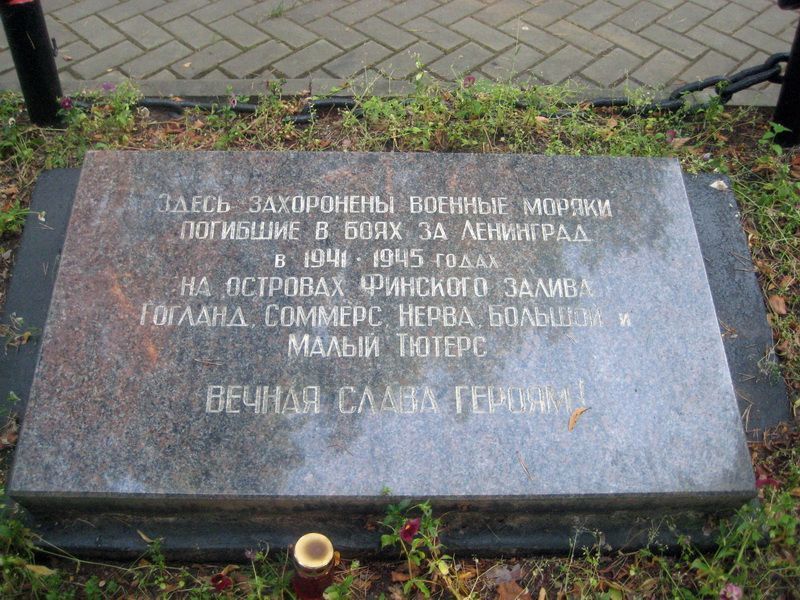 Здесь захоронены военные моряки
погибшие в боях за Ленинград
в 1941 - 1945 годах
на островах Финского залива
Гогланд, Соммерс, Нерва, Большой и
Малый Тютерс
Вечная слава героям!